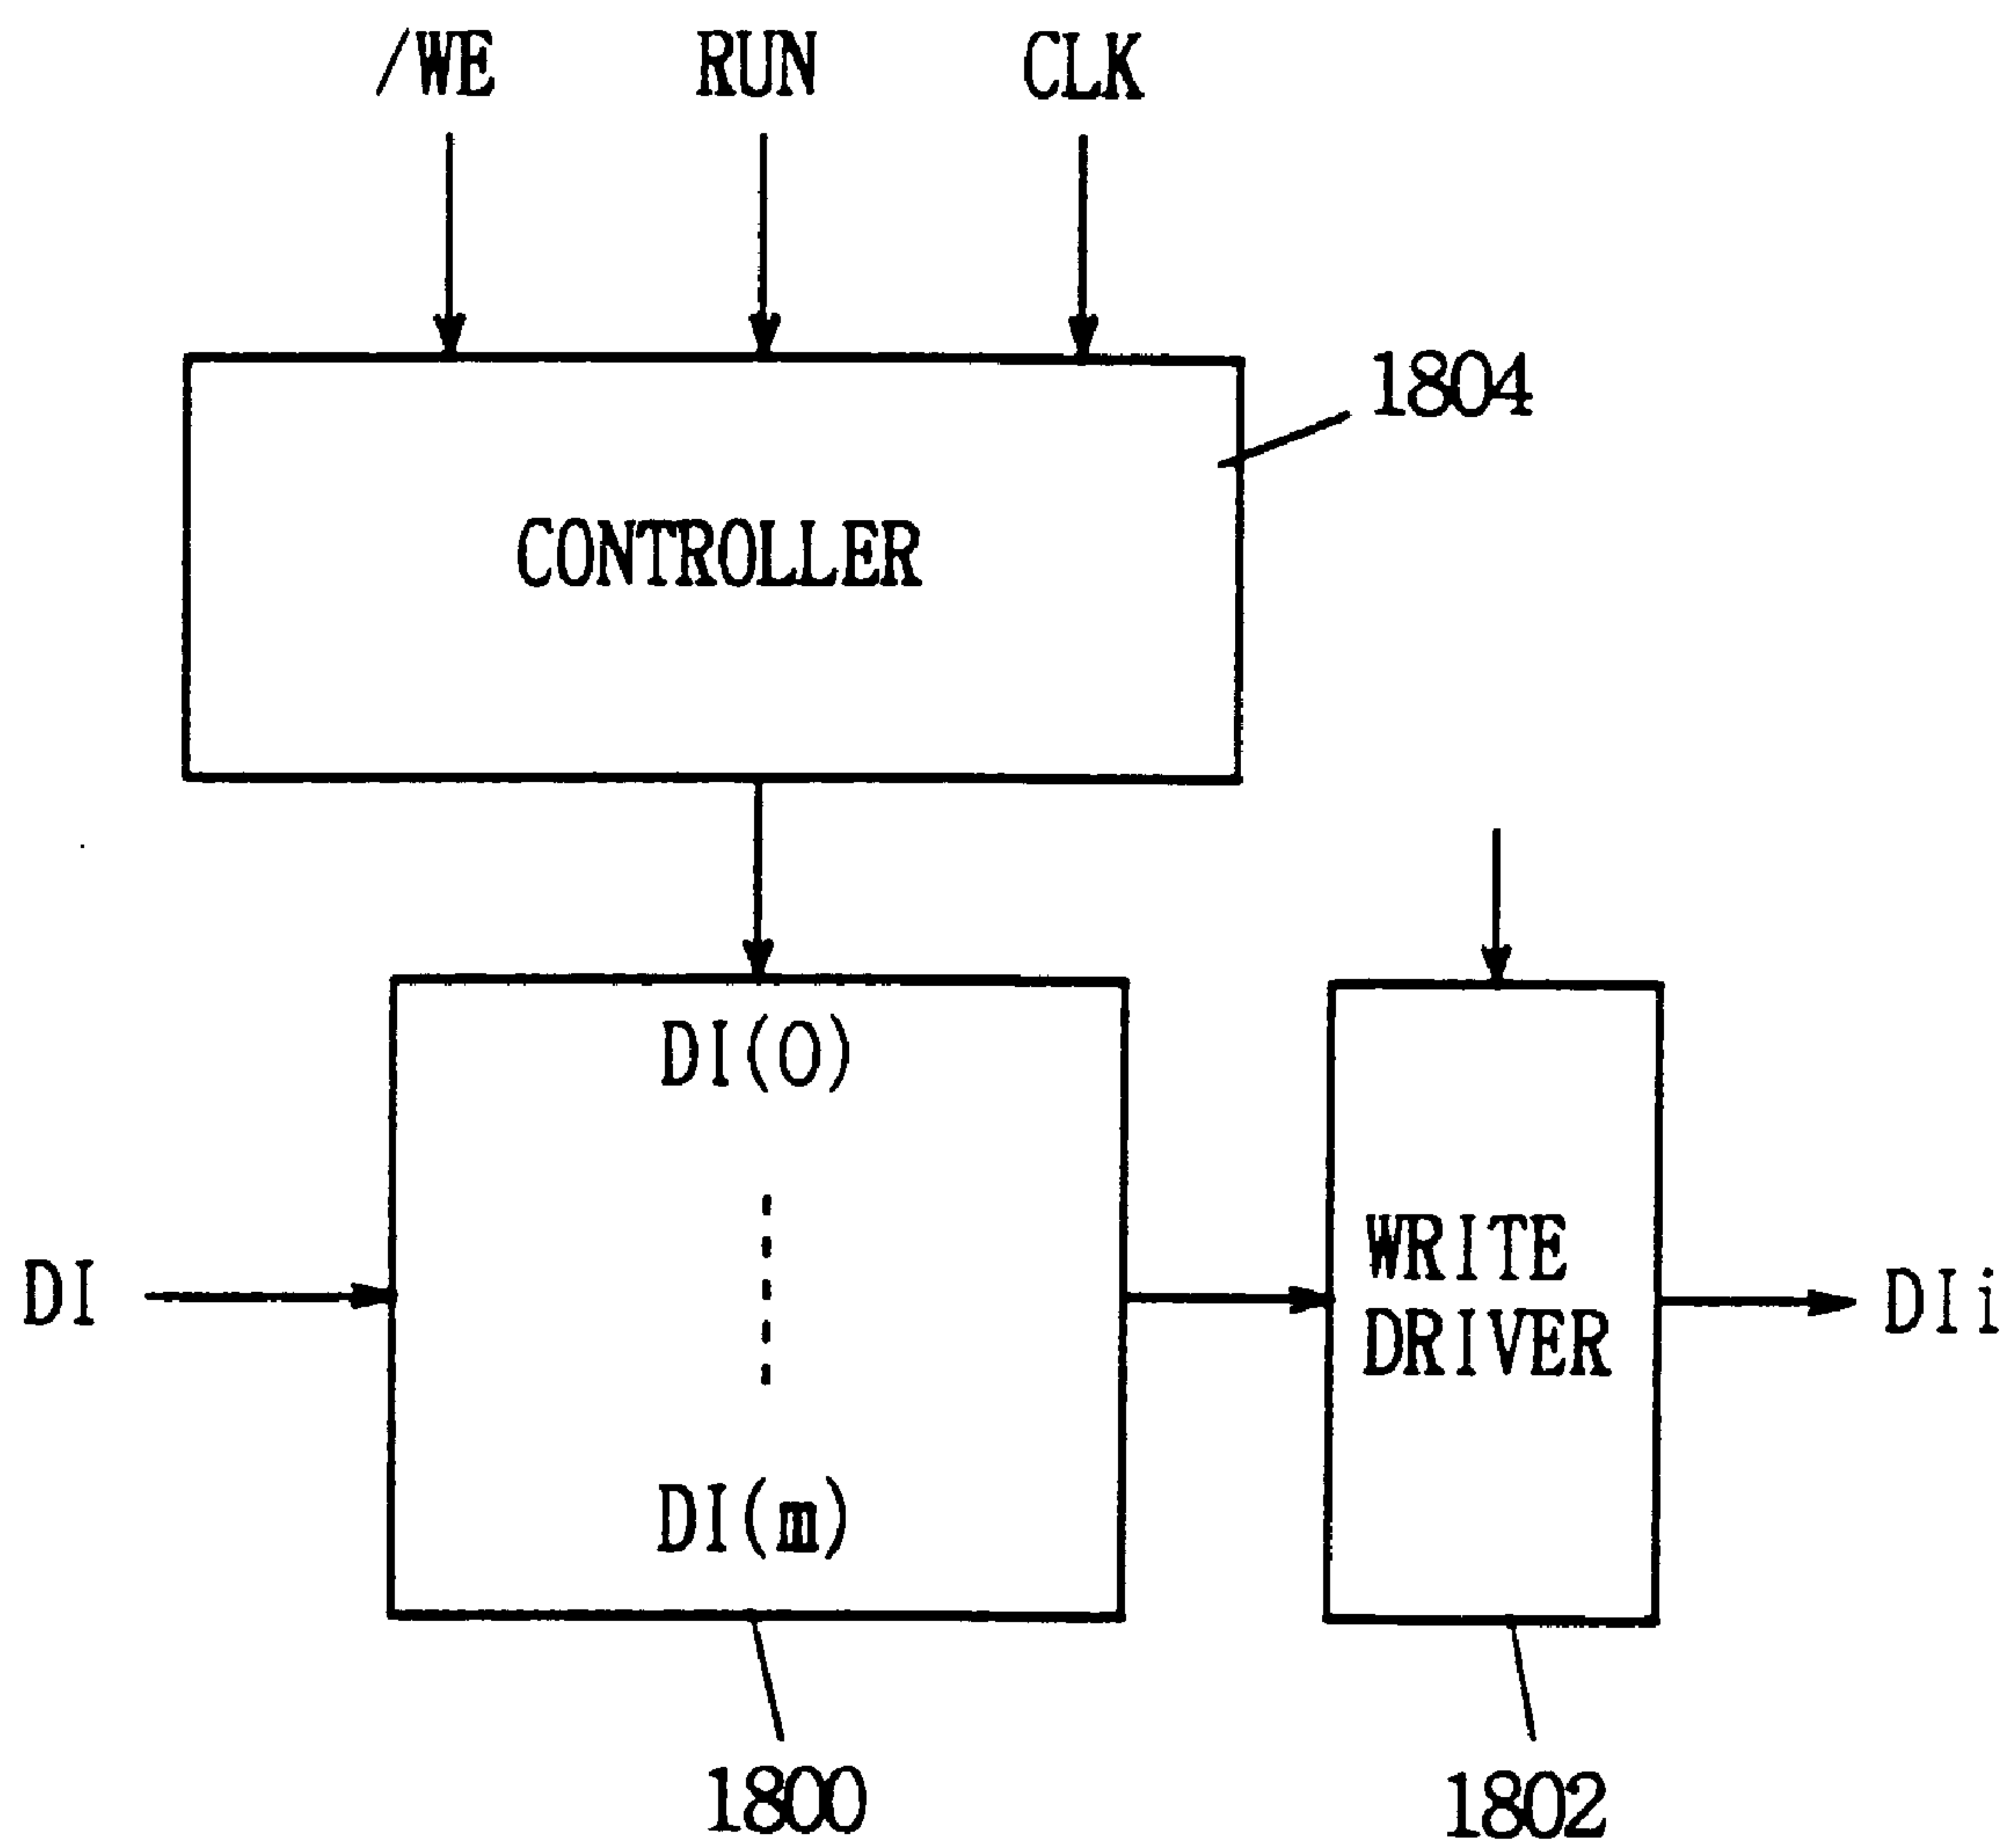 /WE
RUN
CLK
1804
CONTROLLER
DI(0)
DI
WRITE
DRIVER
DIi
DI(m)
1800
1802